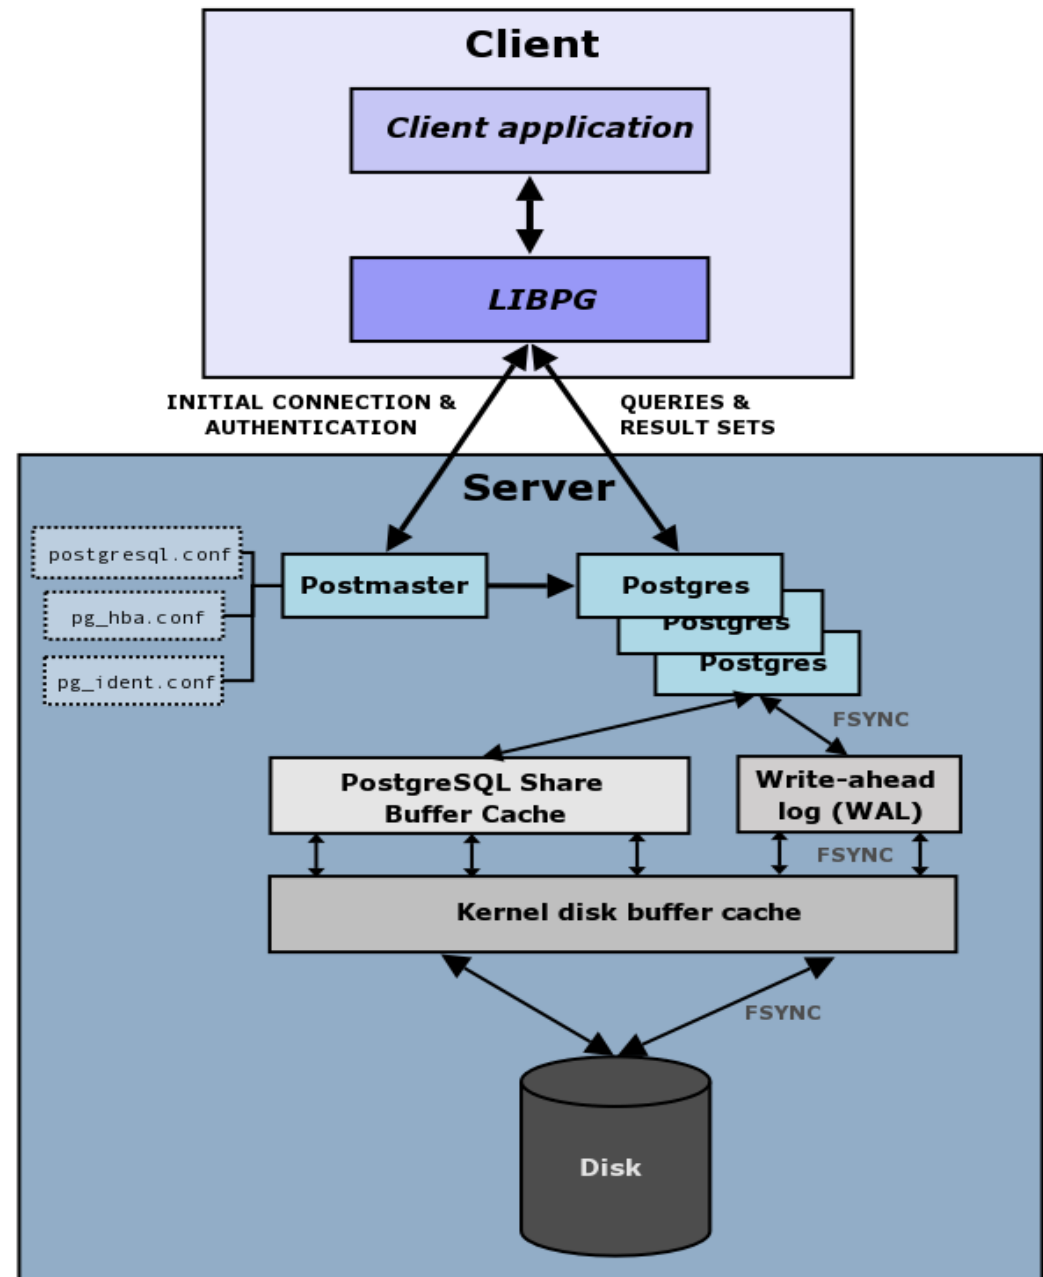 Client
Client application
LIBPG
INITIAL CONNECTION &
AUTHENTICATION
QUERIES &
RESULT SETS
Server
postgresql.conf
pg_hba.conf
pg_ident.conf
Postmaster
Postgres
Postgres
Postgres
FSYNC
PostgreSQL Share
Buffer Cache
Write-ahead
log (WAL)
FSYNC
Kernel disk buffer cache
FSYNC
Disk